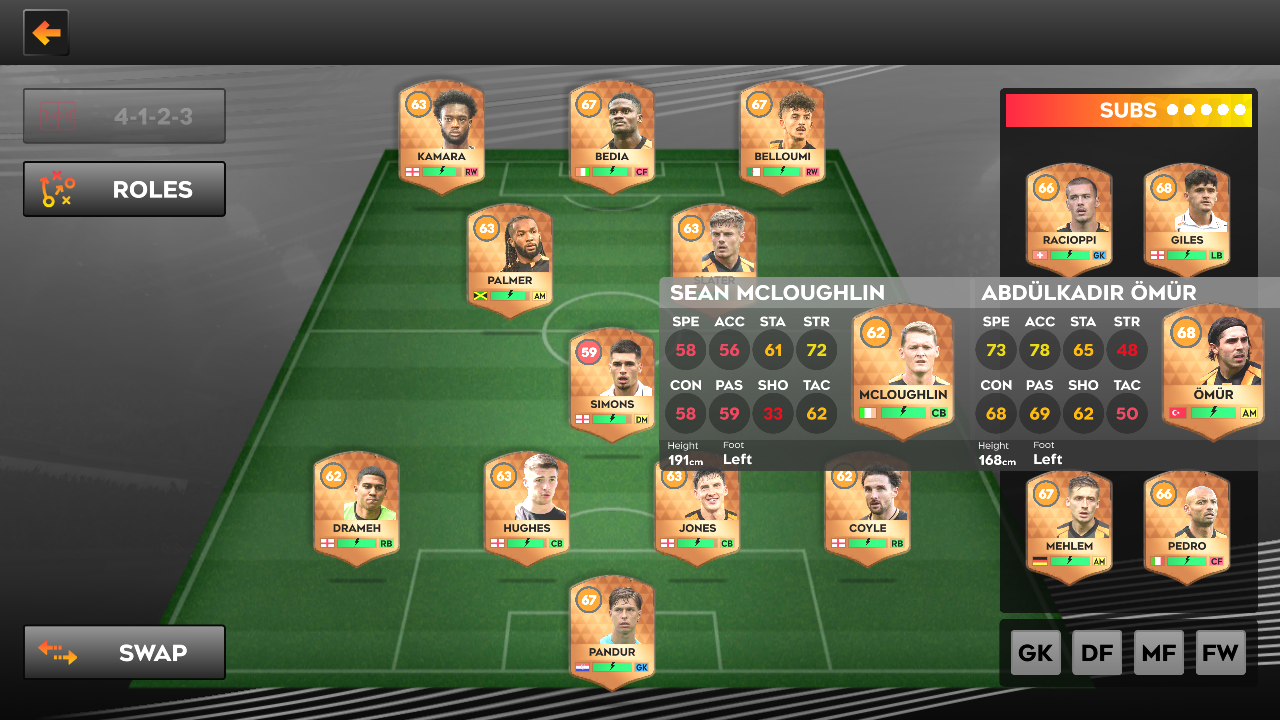 4-1-2-3
ROLES
SWAP
63
KAMARA
RW
67
BEDIA
CF
67
BELLOUMI
RW
63
PALMER
AM
63
SLATER
59
SIMONS
DM
62
DRAMEH
RB
63
HUGHES
CB
63
JONES
CB
62
COYLE
RB
67
PANDUR
GK
SUBS
66
RACIOPPI
GK
68
GILES
LB
SEAN MCLOUGHLIN
SPE ACC STA STR
58 56 61 72
CON PAS SHO TAC
58 59 33 62
Height Foot
191cm Left
62
MCLOUGHLIN
CB
ABDÜLKADIR ÖMÜR
SPE ACC STA STR
73 78 65 48
CON PAS SHO TAC
68 69 62 50
Height Foot
168cm Left
68
ÖMÜR
AM
67
MEHLEM
AM
66
PEDRO
CF
GK DF MF FW